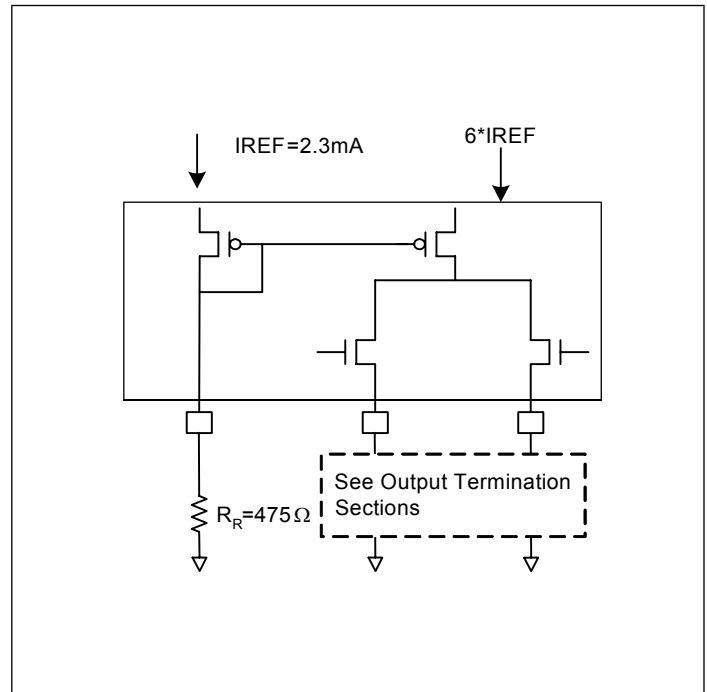 IREF=2.3mA
6*IREF
See Output Termination
Sections
R_R=475Ω